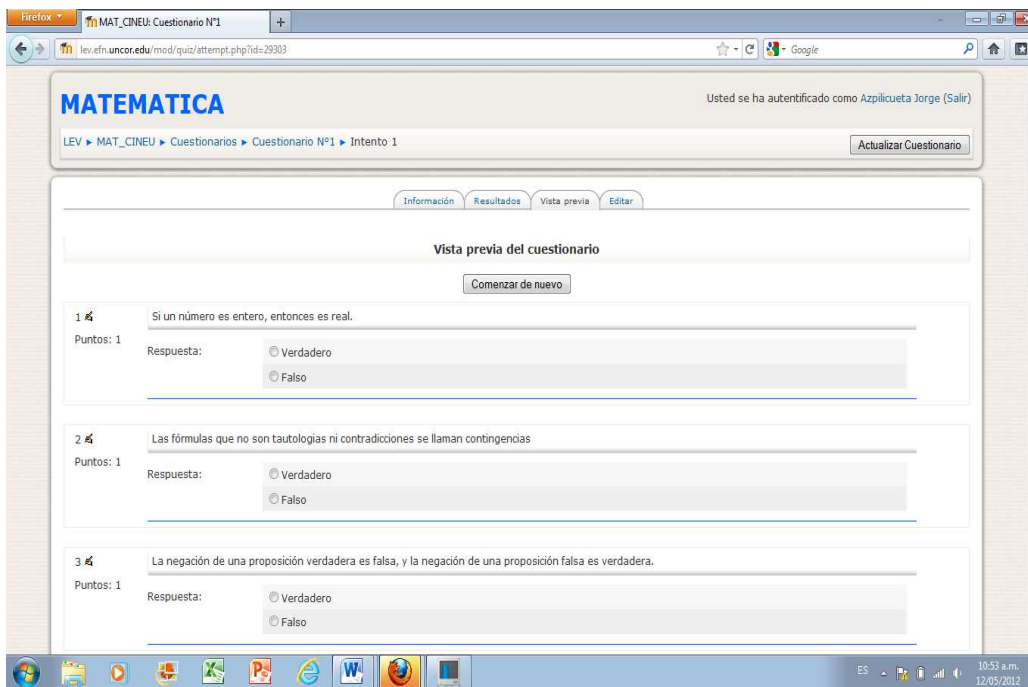 Firefox
MAT_CINEU: Cuestionario N°1
+
lev.efn.uncor.edu/mod/quiz/attempt.php?id=29303
Google
MATEMATICA
Usted se ha autentificado como Azpilicueta Jorge (Salir)
LEV ► MAT_CINEU ► Cuestionarios ► Cuestionario Nº1 ► Intento 1
Actualizar Cuestionario
Información Resultados Vista previa Editar
Vista previa del cuestionario
Comenzar de nuevo
1 Si un número es entero, entonces es real.
Puntos: 1
Respuesta:
Verdadero
Falso
2 Las fórmulas que no son tautologias ni contradicciones se llaman contingencias
Puntos: 1
Respuesta:
Verdadero
Falso
3 La negación de una proposición verdadera es falsa, y la negación de una proposición falsa es verdadera.
Puntos: 1
Respuesta:
Verdadero
Falso
ES
10:53 a.m.
12/05/2012